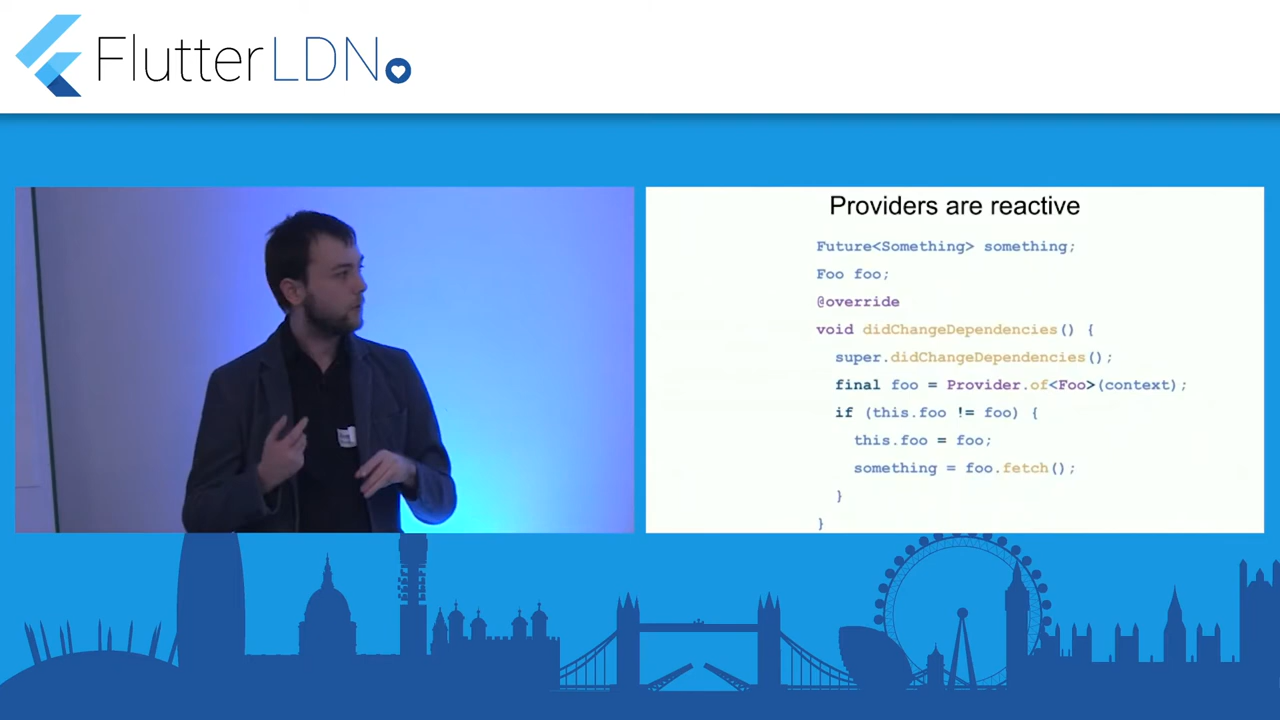 FlutterLDN
Providers are reactive
Future<Something> something;
Foo foo;
@override
void didChangeDependencies() {
super.didChangeDependencies();
final foo = Provider.of<Foo>(context);
if (this.foo != foo) {
this.foo = foo;
something = foo.fetch();
}
}